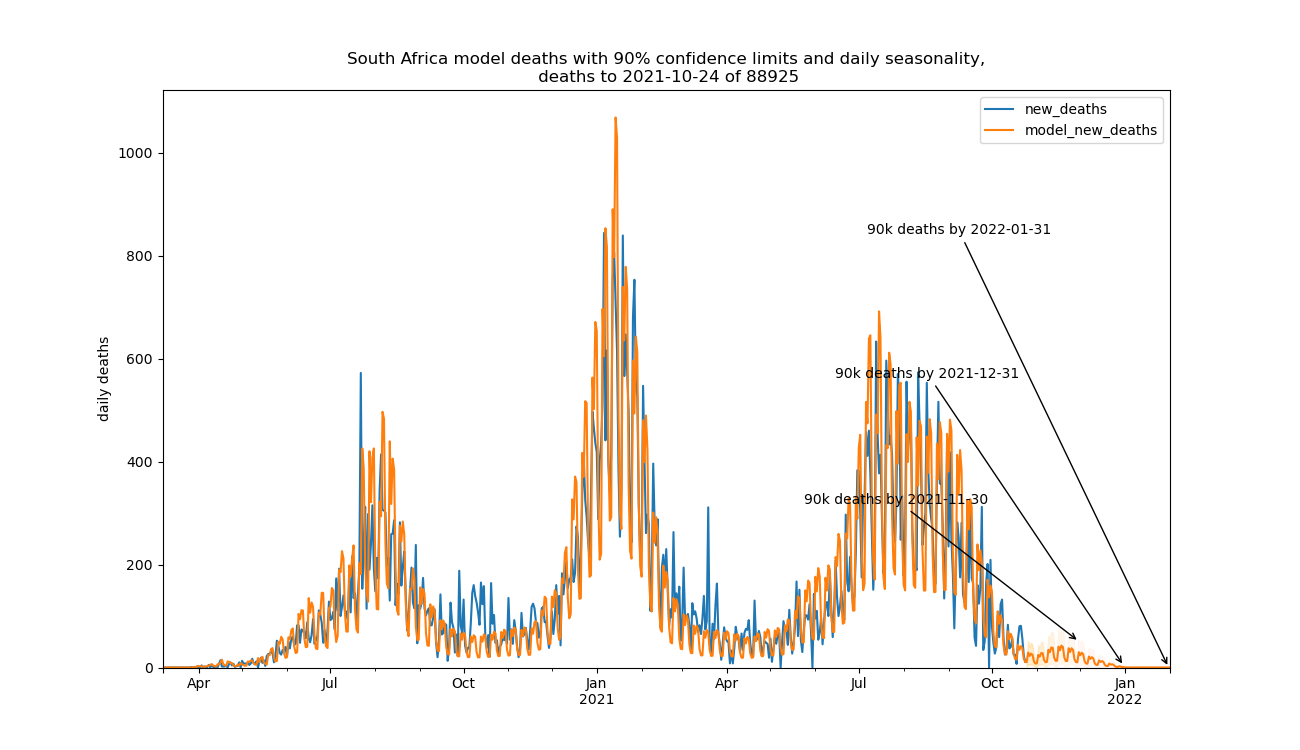 South Africa model deaths with 90% confidence limits and daily seasonality,
deaths to 2021-10-24 of 88925
new_deaths
model_new_deaths
1000
800
600
400
200
0
daily deaths
90k deaths by 2022-01-31
90k deaths by 2021-12-31
90k deaths by 2021-11-30
Apr Jul Oct Jan Apr Jul Oct Jan
2021 2022